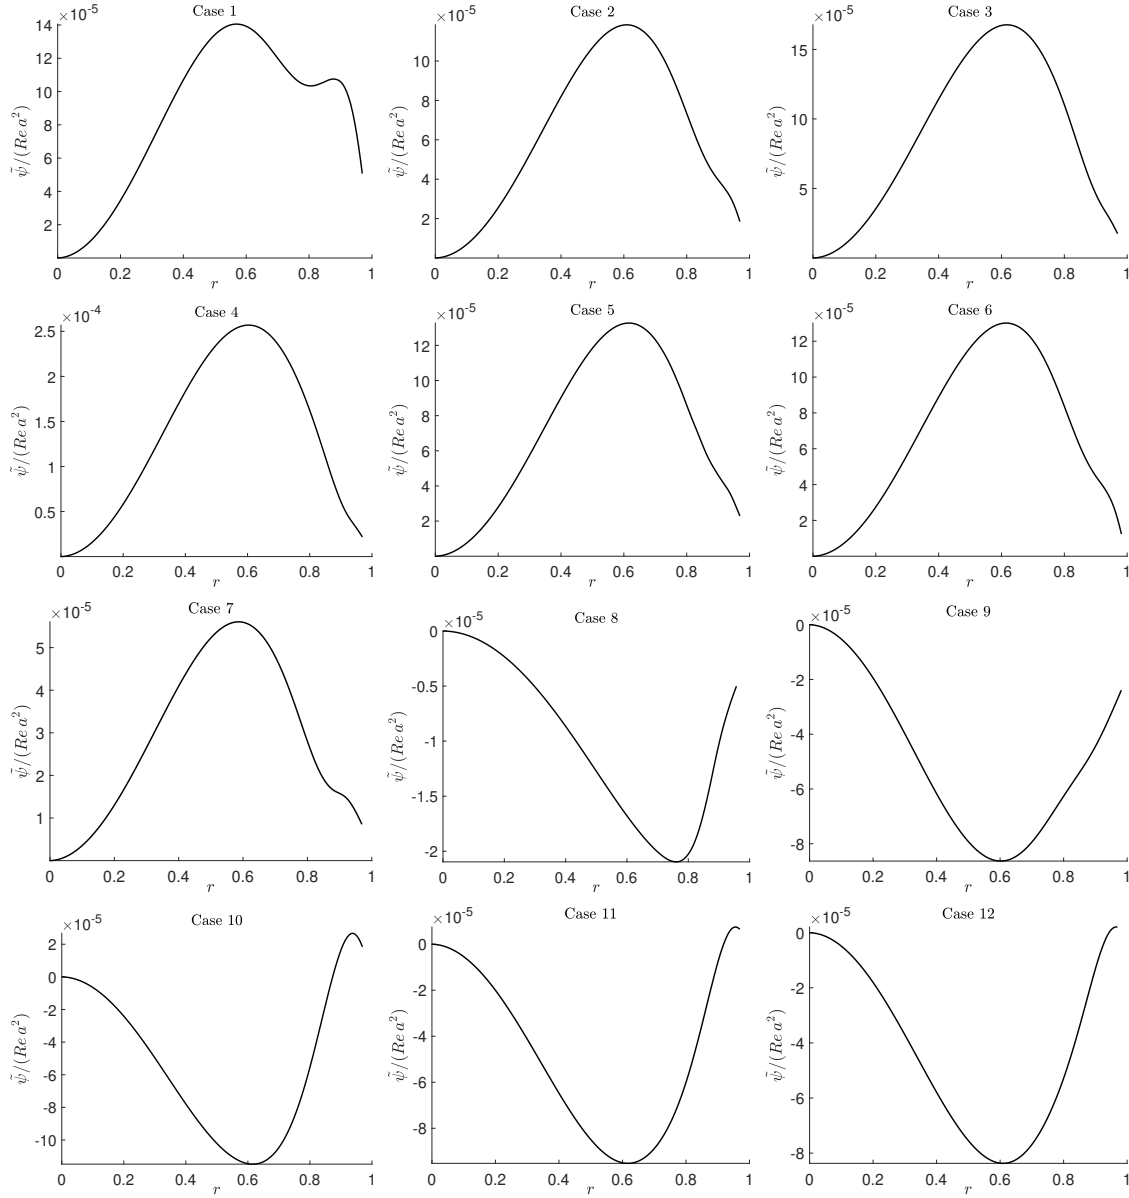 ×10⁻⁵ Case 1
14
12
10
8
6
4
2
ψ̃/(Re a²)
0 0.2 0.4 0.6 0.8 1
r
×10⁻⁵ Case 2
10
8
6
4
2
ψ̃/(Re a²)
0 0.2 0.4 0.6 0.8 1
r
×10⁻⁵ Case 3
15
10
5
ψ̃/(Re a²)
0 0.2 0.4 0.6 0.8 1
r
×10⁻⁴ Case 4
2.5
2
1.5
1
0.5
ψ̃/(Re a²)
0 0.2 0.4 0.6 0.8 1
r
×10⁻⁵ Case 5
12
10
8
6
4
2
ψ̃/(Re a²)
0 0.2 0.4 0.6 0.8 1
r
×10⁻⁵ Case 6
12
10
8
6
4
2
ψ̃/(Re a²)
0 0.2 0.4 0.6 0.8 1
r
×10⁻⁵ Case 7
5
4
3
2
1
ψ̃/(Re a²)
0 0.2 0.4 0.6 0.8 1
r
×10⁻⁵ Case 8
0
-0.5
-1
-1.5
-2
ψ̃/(Re a²)
0 0.2 0.4 0.6 0.8 1
r
×10⁻⁵ Case 9
0
-2
-4
-6
-8
ψ̃/(Re a²)
0 0.2 0.4 0.6 0.8 1
r
×10⁻⁵ Case 10
2
0
-2
-4
-6
-8
-10
ψ̃/(Re a²)
0 0.2 0.4 0.6 0.8 1
r
×10⁻⁵ Case 11
0
-2
-4
-6
-8
ψ̃/(Re a²)
0 0.2 0.4 0.6 0.8 1
r
×10⁻⁵ Case 12
0
-2
-4
-6
-8
ψ̃/(Re a²)
0 0.2 0.4 0.6 0.8 1
r